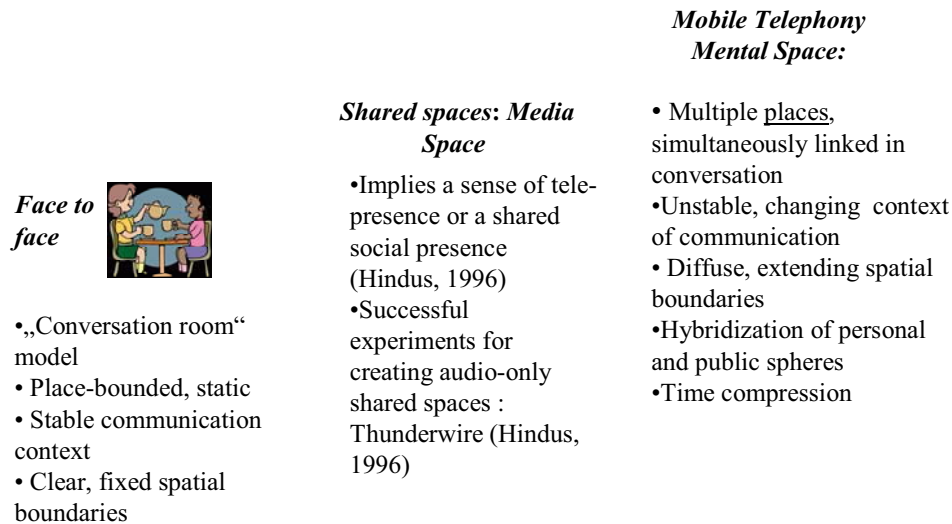 Face to
face
•„Conversation room“
model
• Place-bounded, static
• Stable communication
context
• Clear, fixed spatial
boundaries
Shared spaces: Media
Space
•Implies a sense of tele-
presence or a shared
social presence
(Hindus, 1996)
•Successful
experiments for
creating audio-only
shared spaces :
Thunderwire (Hindus,
1996)
Mobile Telephony
Mental Space:
• Multiple places,
simultaneously linked in
conversation
•Unstable, changing context
of communication
• Diffuse, extending spatial
boundaries
•Hybridization of personal
and public spheres
•Time compression